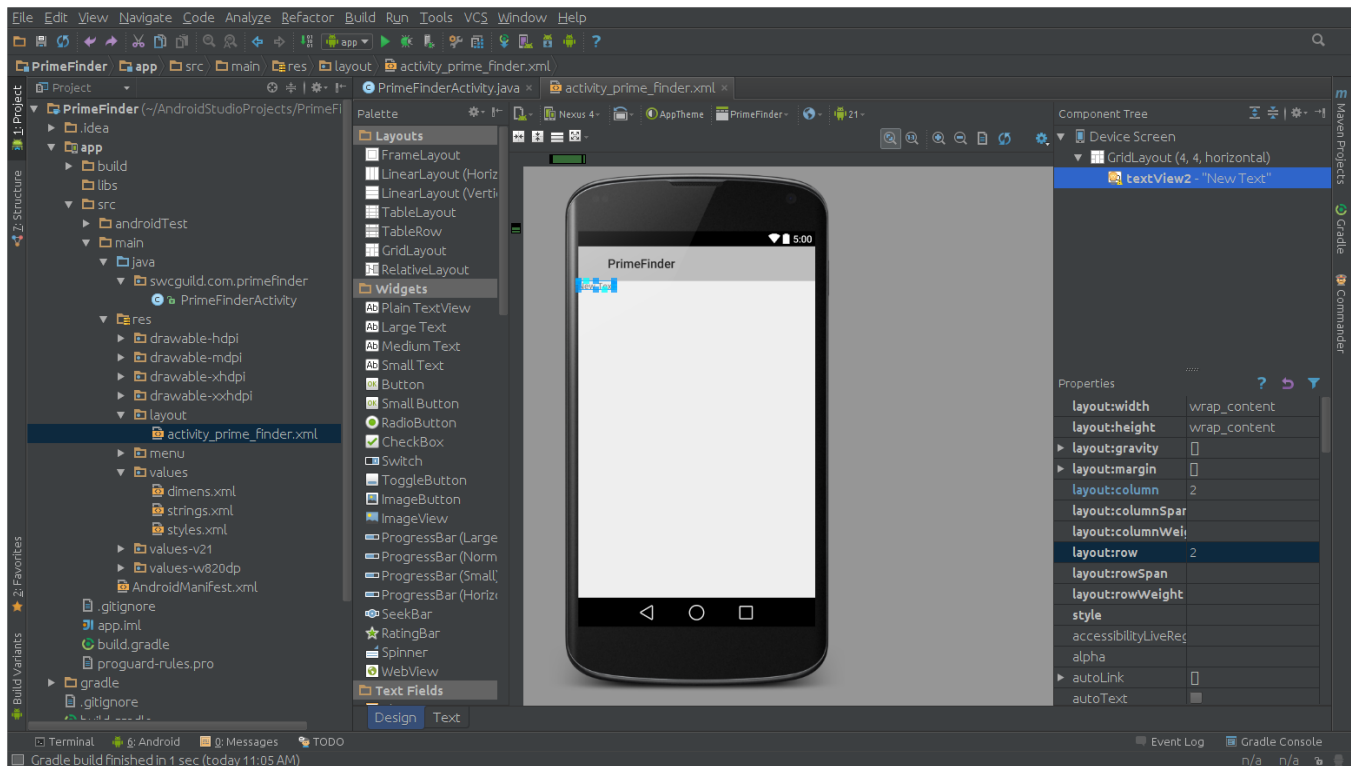 File Edit View Navigate Code Analyze Refactor Build Run Tools VCS Window Help
app
PrimeFinder app src main res layout activity_prime_finder.xml
Project
PrimeFinderActivity.java
activity_prime_finder.xml
1: Project
Z: Structure
2: Favorites
Build Variants
PrimeFinder (~/AndroidStudioProjects/PrimeFi
.idea
app
build
libs
src
androidTest
main
java
swcguild.com.primefinder
PrimeFinderActivity
res
drawable-hdpi
drawable-mdpi
drawable-xhdpi
drawable-xxhdpi
layout
activity_prime_finder.xml
menu
values
dimens.xml
strings.xml
styles.xml
values-v21
values-w820dp
AndroidManifest.xml
.gitignore
app.iml
build.gradle
proguard-rules.pro
gradle
.gitignore
Palette
Layouts
FrameLayout
LinearLayout (Horiz
LinearLayout (Verti
TableLayout
TableRow
GridLayout
RelativeLayout
Widgets
Ab Plain TextView
Ab Large Text
Ab Medium Text
Ab Small Text
OK Button
OK Small Button
RadioButton
CheckBox
Switch
ToggleButton
ImageButton
ImageView
ProgressBar (Large
ProgressBar (Norm
ProgressBar (Small)
ProgressBar (Horizo
SeekBar
RatingBar
Spinner
WebView
Text Fields
Design Text
Nexus 4 AppTheme PrimeFinder 21
5:00
PrimeFinder
Component Tree
Device Screen
GridLayout (4, 4, horizontal)
textView2 - "New Text"
Properties
layout:width wrap_content
layout:height wrap_content
layout:gravity []
layout:margin []
layout:column 2
layout:columnSpan
layout:columnWei
layout:row 2
layout:rowSpan
layout:rowWeight
style
accessibilityLiveReg
alpha
autoLink []
autoText
Maven Projects
Gradle
Commander
Terminal 6: Android 0: Messages TODO
Event Log Gradle Console
Gradle build finished in 1 sec (today 11:05 AM)
n/a n/a